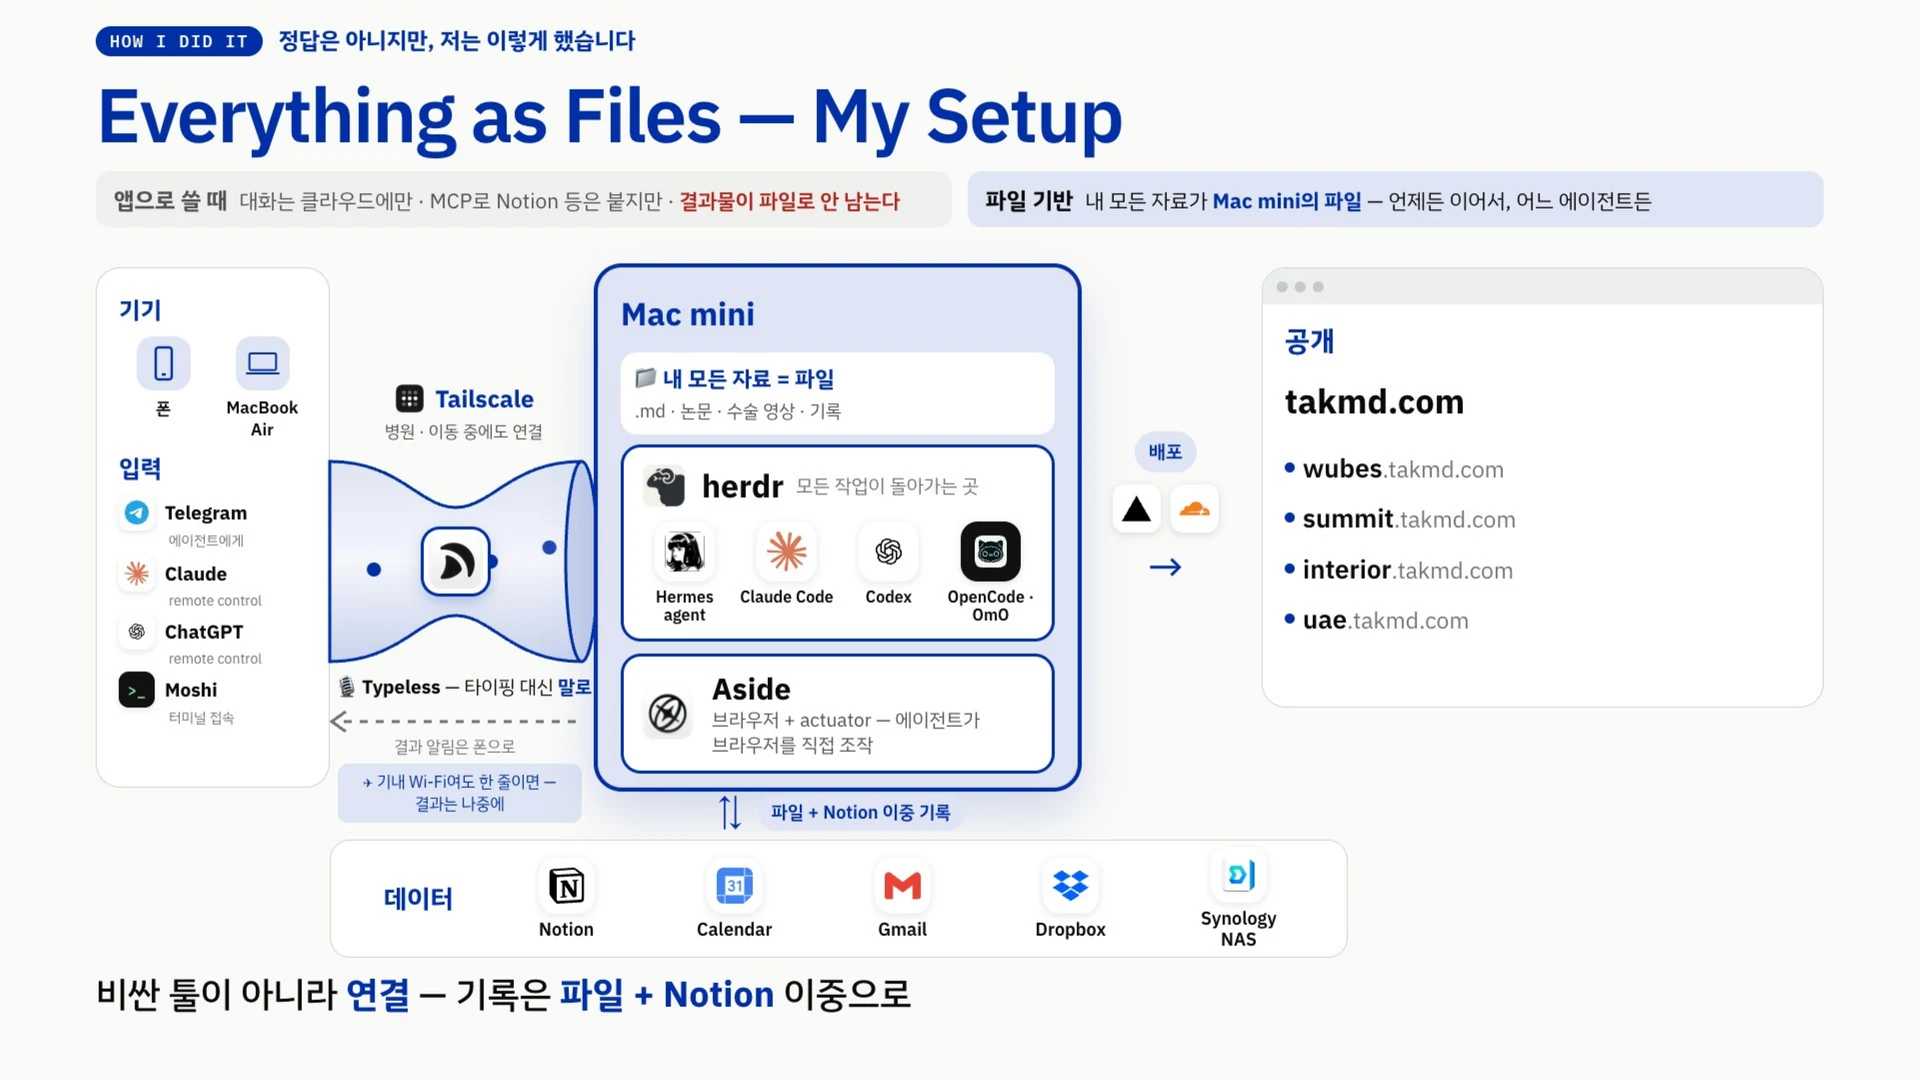 HOW I DID IT 정답은 아니지만, 저는 이렇게 했습니다
Everything as Files — My Setup
앱으로 쓸 때 대화는 클라우드에만 · MCP로 Notion 등은 붙지만 · 결과물이 파일로 안 남는다
파일 기반 내 모든 자료가 Mac mini의 파일 — 언제든 이어서, 어느 에이전트든
기기
폰
MacBook
Air
입력
Telegram
에이전트에게
Claude
remote control
ChatGPT
remote control
>_ Moshi
터미널 접속
Tailscale
병원 · 이동 중에도 연결
Typeless — 타이핑 대신 말로
결과 알림은 폰으로
✈ 기내 Wi-Fi여도 한 줄이면 —
결과는 나중에
Mac mini
내 모든 자료 = 파일
.md · 논문 · 수술 영상 · 기록
herdr 모든 작업이 돌아가는 곳
Hermes
agent
Claude Code
Codex
OpenCode ·
OmO
Aside
브라우저 + actuator — 에이전트가
브라우저를 직접 조작
파일 + Notion 이중 기록
배포
→
공개
takmd.com
• wubes.takmd.com
• summit.takmd.com
• interior.takmd.com
• uae.takmd.com
데이터
Notion
31
Calendar
Gmail
Dropbox
Synology
NAS
비싼 툴이 아니라 연결 — 기록은 파일 + Notion 이중으로